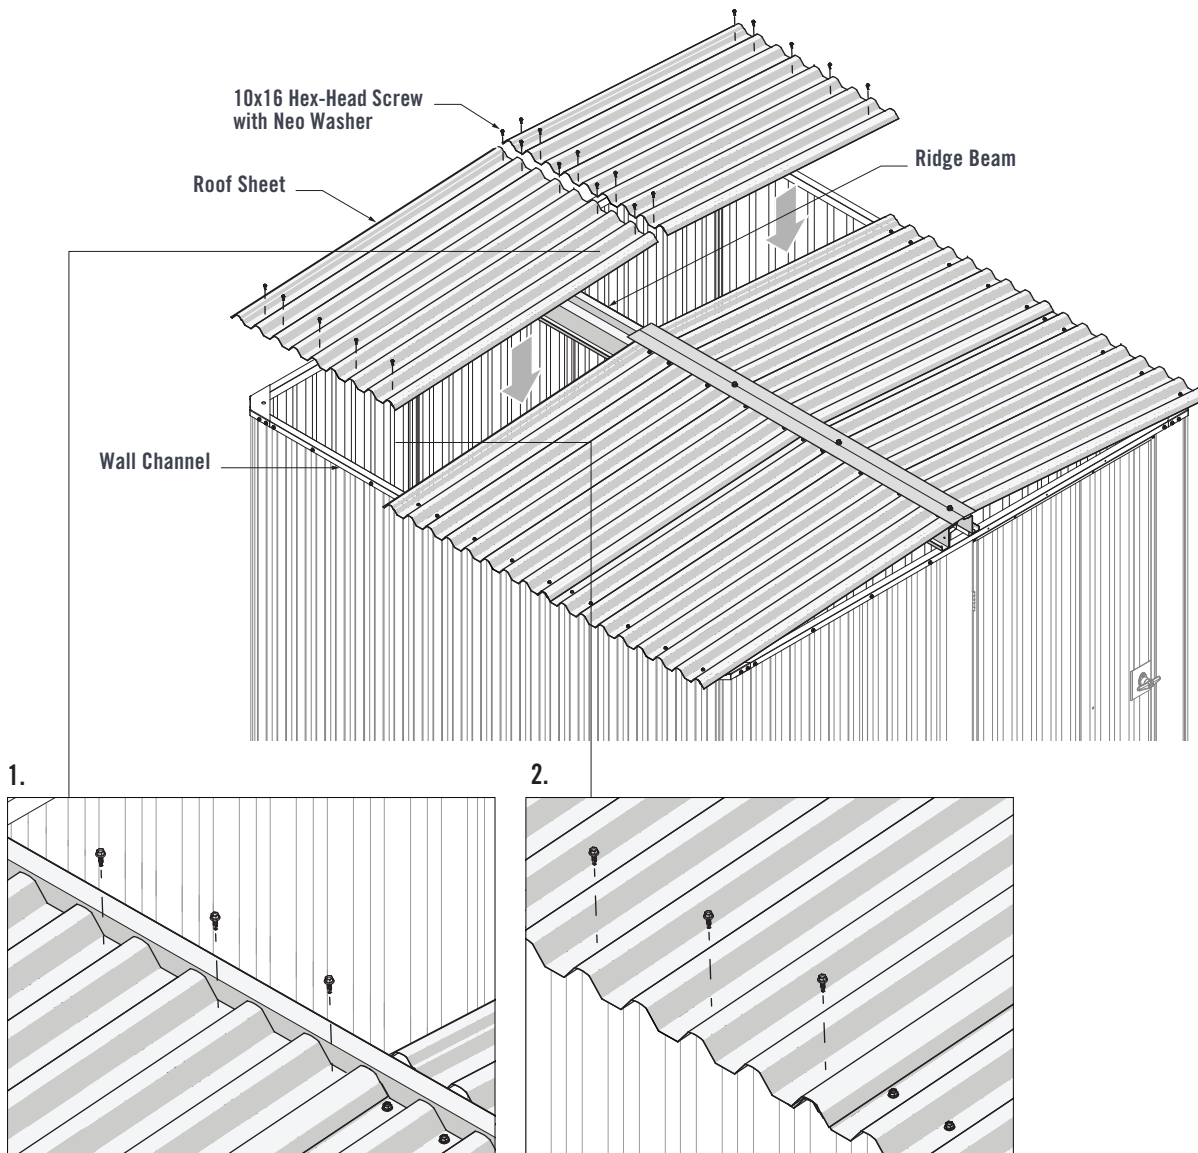 10x16 Hex-Head Screw
with Neo Washer
Roof Sheet
Ridge Beam
Wall Channel
1.
2.